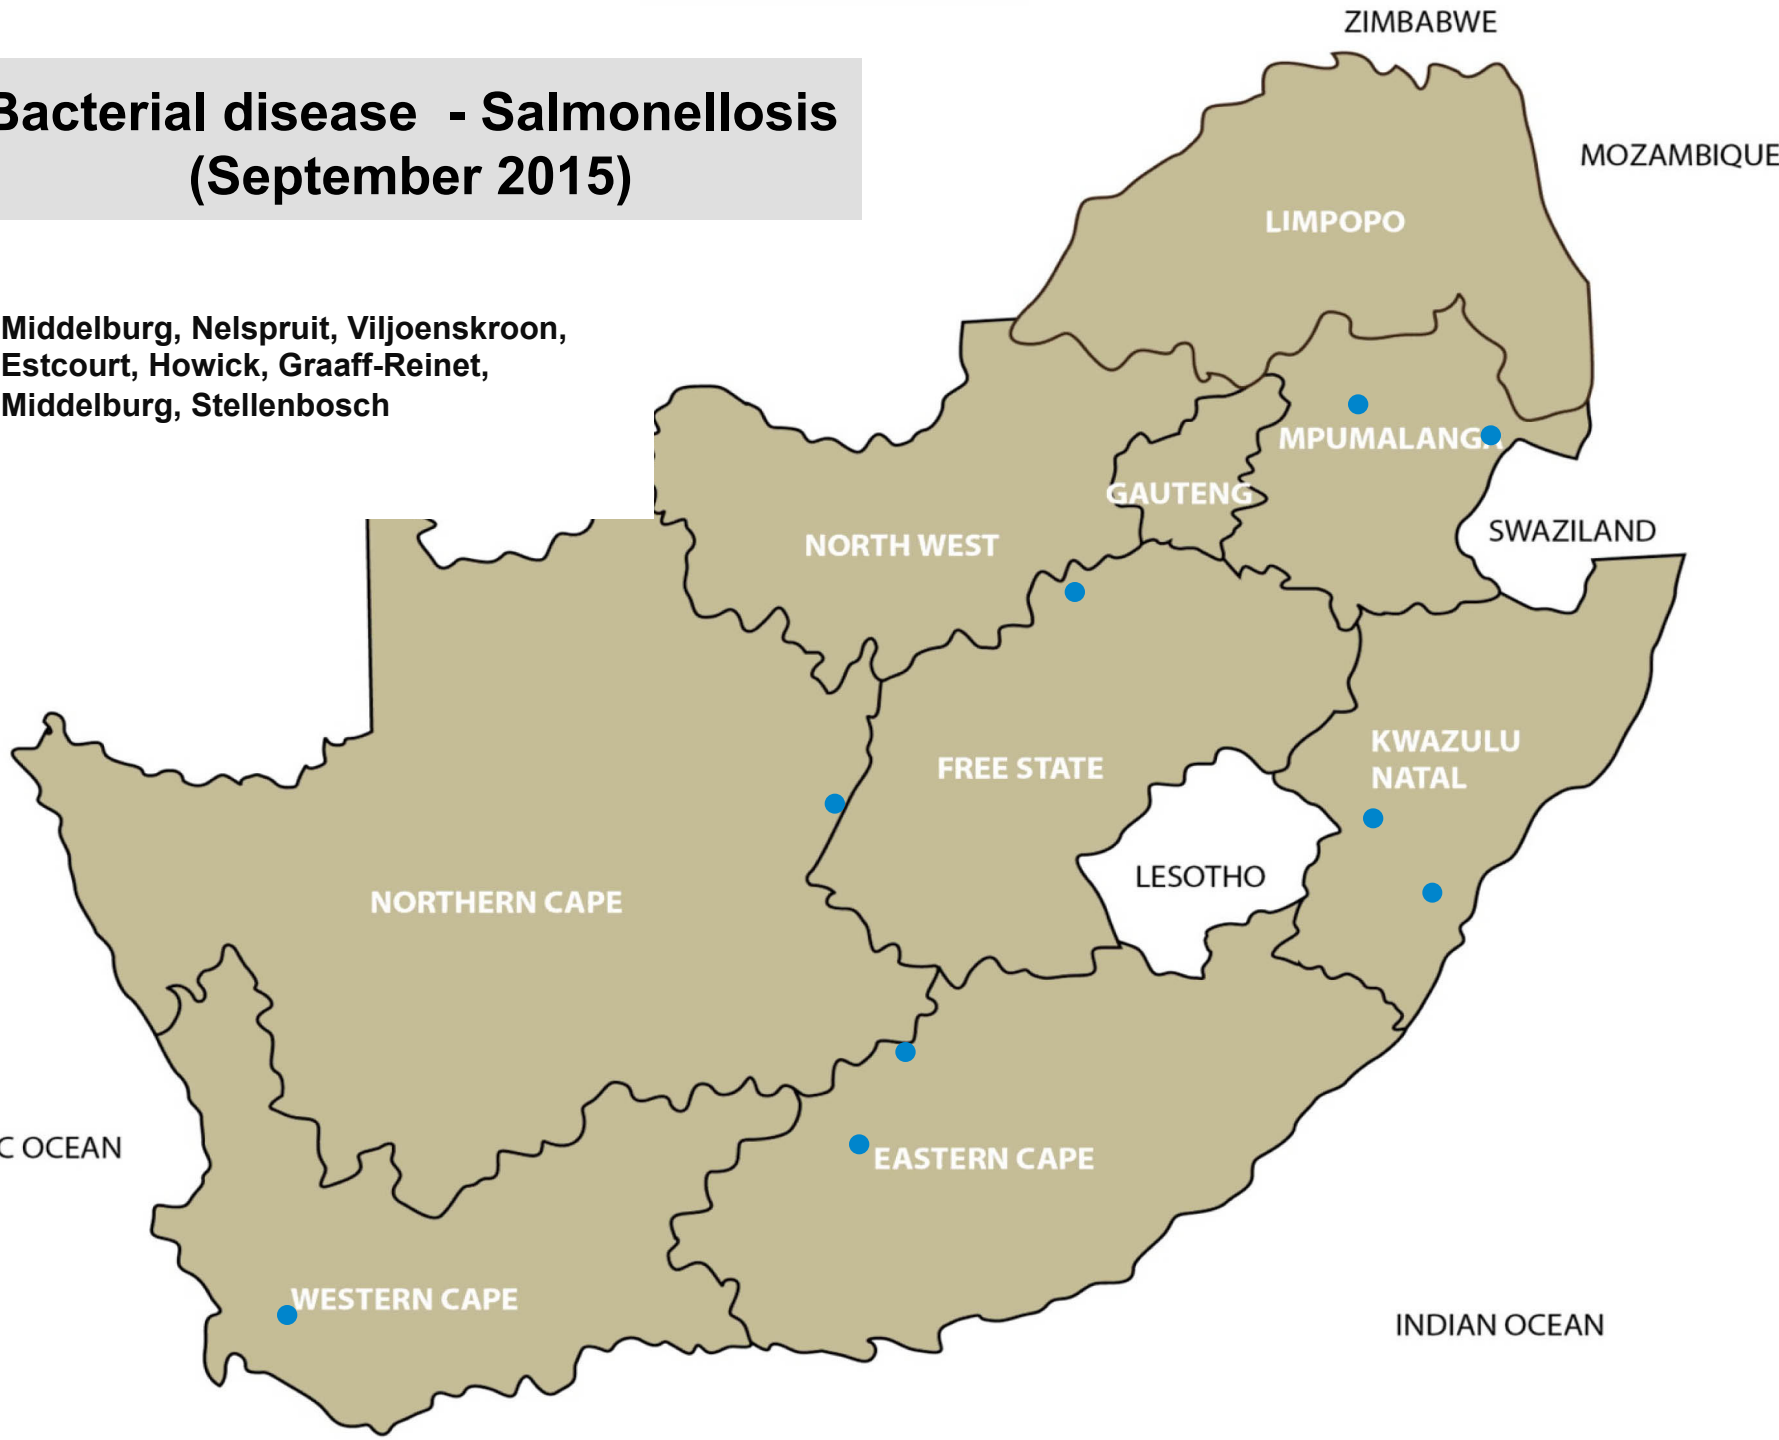 ZIMBABWE
Bacterial disease - Salmonellosis
(September 2015)
MOZAMBIQUE
LIMPOPO
Middelburg, Nelspruit, Viljoenskroon,
Estcourt, Howick, Graaff-Reinet,
Middelburg, Stellenbosch
MPUMALANGA
GAUTENG
SWAZILAND
NORTH WEST
KWAZULU
NATAL
FREE STATE
LESOTHO
NORTHERN CAPE
C OCEAN
EASTERN CAPE
WESTERN CAPE
INDIAN OCEAN